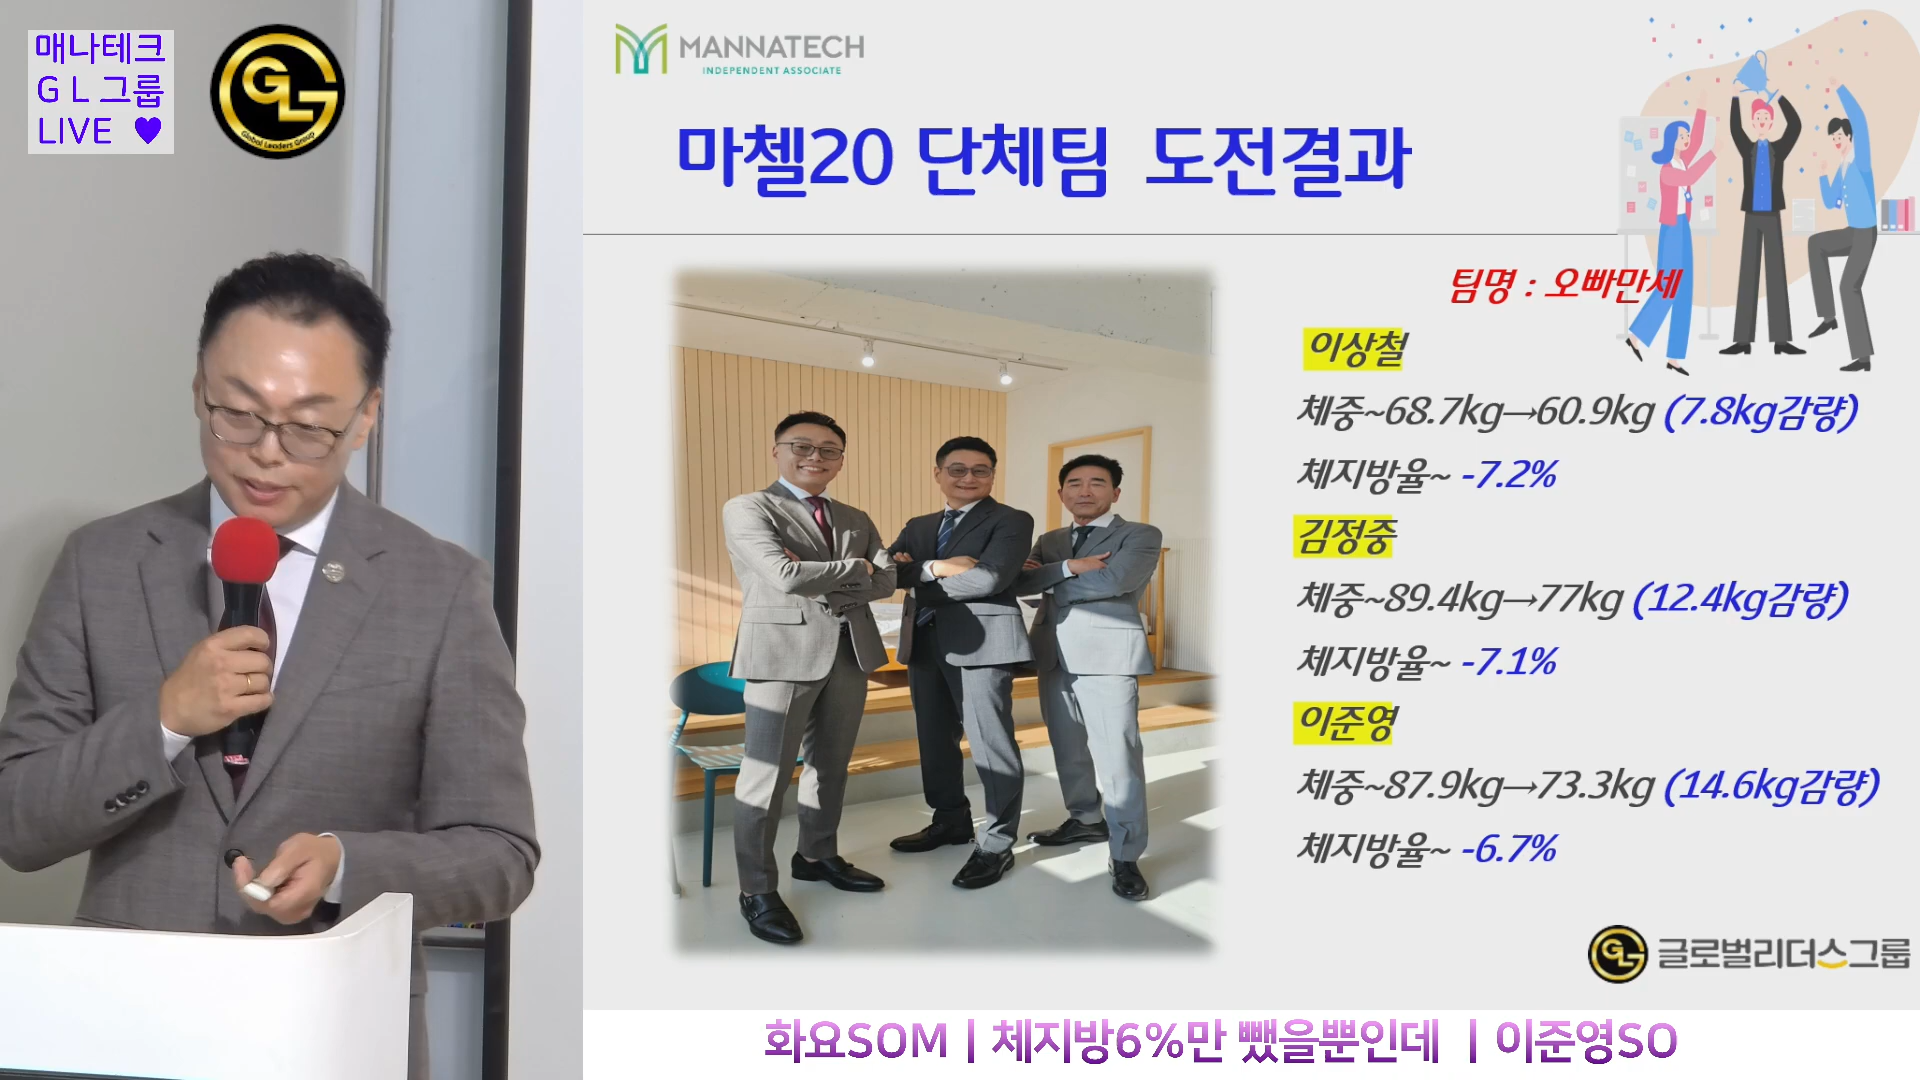 매나테크
G L 그룹
LIVE ♥
GLG
Global Leaders Group
MANNATECH
INDEPENDENT ASSOCIATE
마첼20 단체팀 도전결과
팀명 : 오빠만세
이상철
체중~68.7kg→60.9kg (7.8kg감량)
체지방율~ -7.2%
김정중
체중~89.4kg→77kg (12.4kg감량)
체지방율~ -7.1%
이준영
체중~87.9kg→73.3kg (14.6kg감량)
체지방율~ -6.7%
GLG 글로벌리더스그룹
화요SOM | 체지방6%만 뺐을뿐인데 | 이준영SO